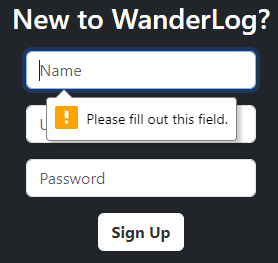 New to WanderLog?
Name
Please fill out this field.
Password
Sign Up